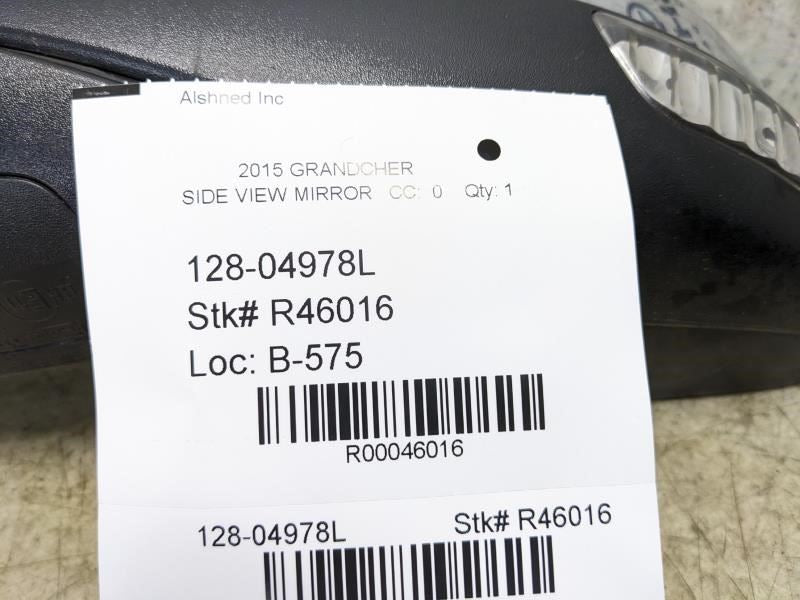 Alshned Inc
2015 GRANDCHER
SIDE VIEW MIRROR CC: 0 Qty: 1
128-04978L
Stk# R46016
Loc: B-575
R00046016
128-04978L Stk# R46016